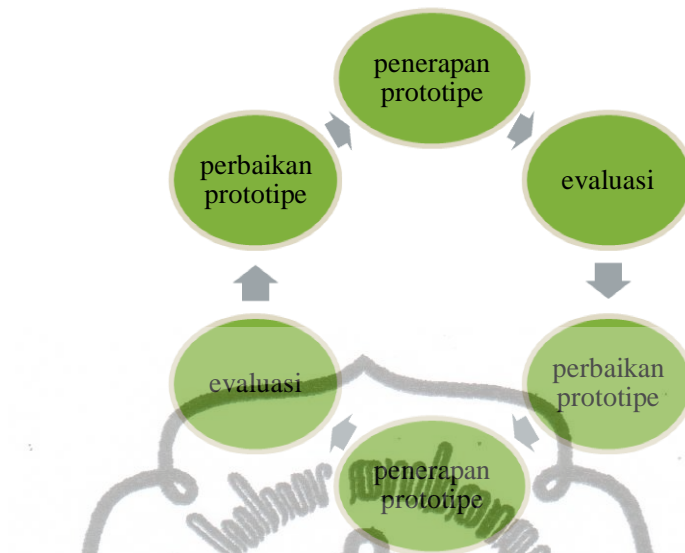 penerapan
prototipe
perbaikan
prototipe
evaluasi
evaluasi
perbaikan
prototipe
penerapan
prototipe